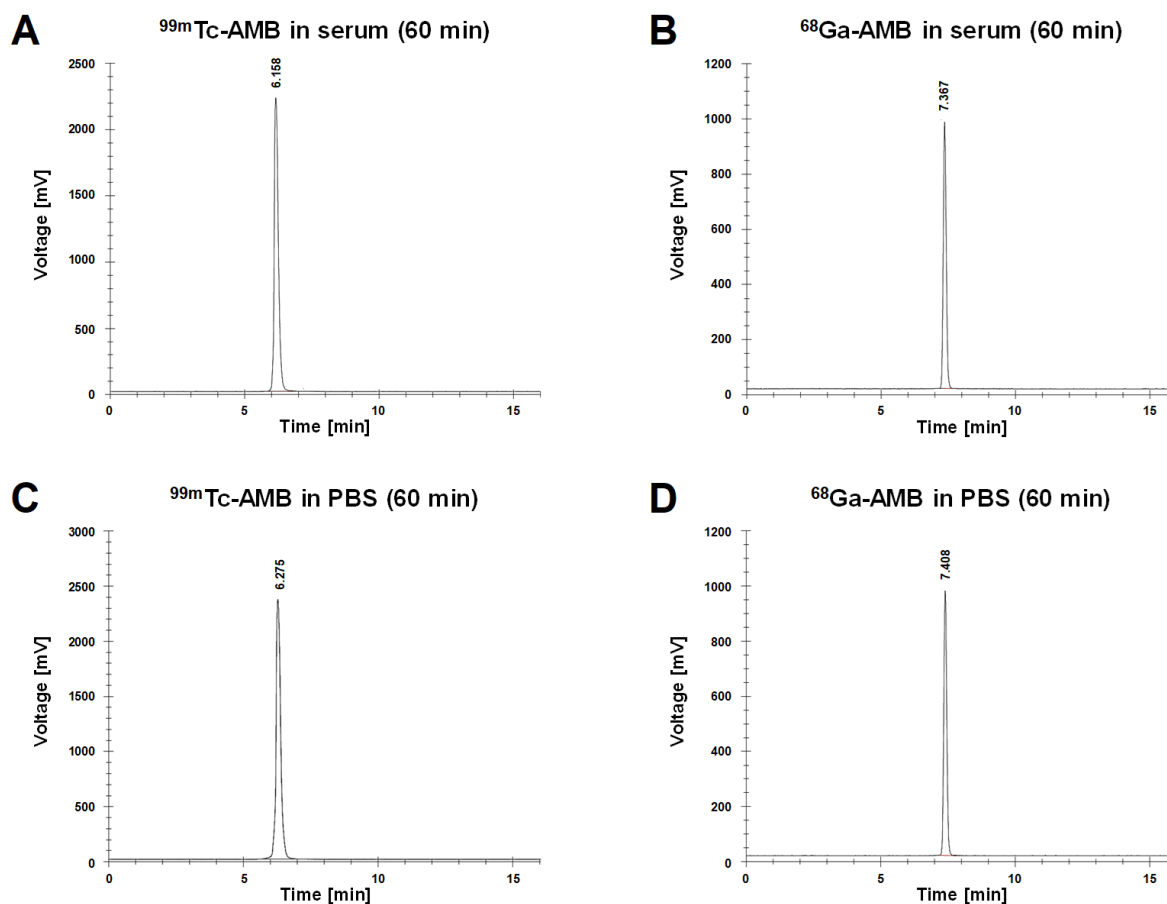 A
⁹⁹ᵐTc-AMB in serum (60 min)
6.158
Voltage [mV]
2500
2000
1500
1000
500
0
0 5 10 15
Time [min]
B
⁶⁸Ga-AMB in serum (60 min)
7.367
Voltage [mV]
1200
1000
800
600
400
200
0
0 5 10 15
Time [min]
C
⁹⁹ᵐTc-AMB in PBS (60 min)
6.275
Voltage [mV]
3000
2500
2000
1500
1000
500
0
0 5 10 15
Time [min]
D
⁶⁸Ga-AMB in PBS (60 min)
7.408
Voltage [mV]
1200
1000
800
600
400
200
0
0 5 10 15
Time [min]